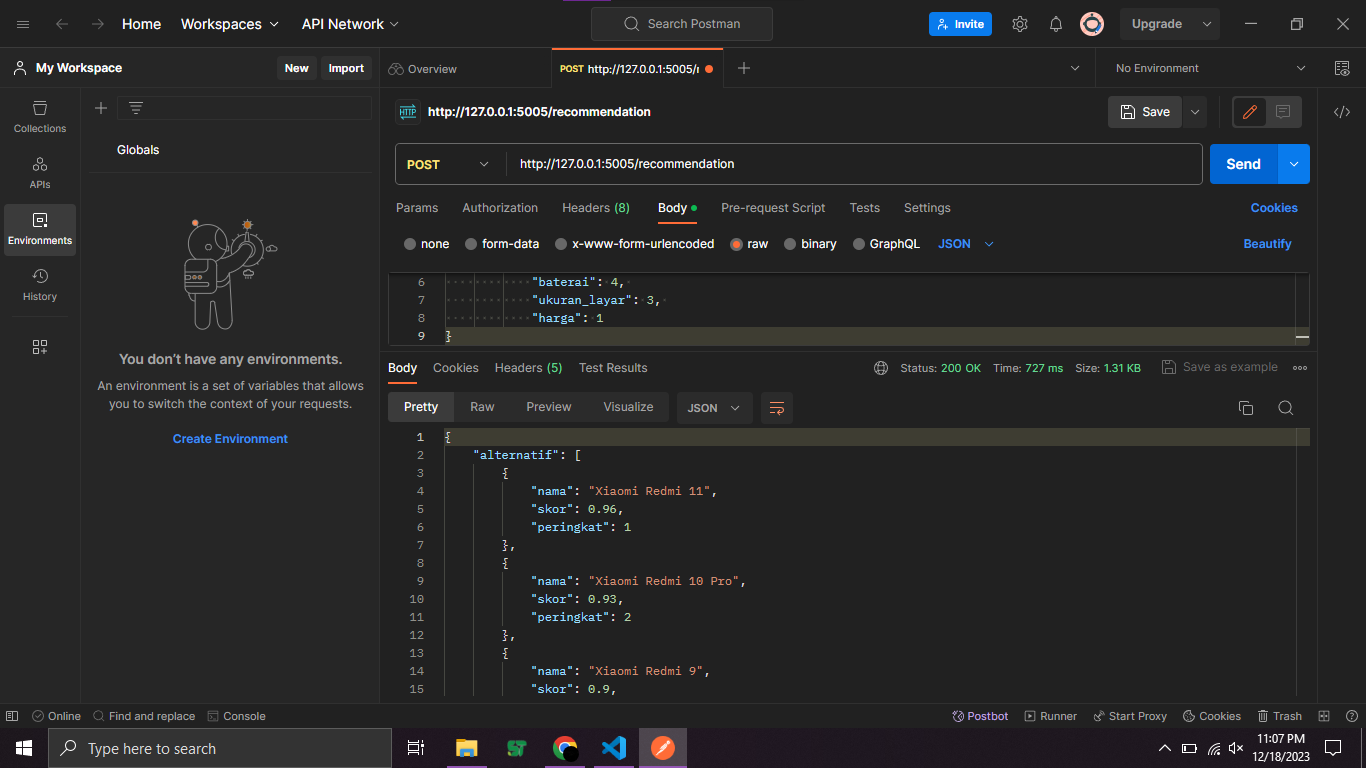 Home
Workspaces
API Network
Search Postman
Invite
Upgrade
My Workspace
New
Import
Overview
POST http://127.0.0.1:5005/r
No Environment
Collections
APIs
Environments
History
Globals
You don't have any environments.
An environment is a set of variables that allows
you to switch the context of your requests.
Create Environment
HTTP
http://127.0.0.1:5005/recommendation
Save
POST
http://127.0.0.1:5005/recommendation
Send
Params
Authorization
Headers (8)
Body
Pre-request Script
Tests
Settings
Cookies
none
form-data
x-www-form-urlencoded
raw
binary
GraphQL
JSON
Beautify
6 "baterai": 4,
7 "ukuran_layar": 3,
8 "harga": 1
9 }
Body
Cookies
Headers (5)
Test Results
Status: 200 OK
Time: 727 ms
Size: 1.31 KB
Save as example
Pretty
Raw
Preview
Visualize
JSON
1 {
2 "alternatif": [
3 {
4 "nama": "Xiaomi Redmi 11",
5 "skor": 0.96,
6 "peringkat": 1
7 },
8 {
9 "nama": "Xiaomi Redmi 10 Pro",
10 "skor": 0.93,
11 "peringkat": 2
12 },
13 {
14 "nama": "Xiaomi Redmi 9",
15 "skor": 0.9,
Online
Find and replace
Console
Postbot
Runner
Start Proxy
Cookies
Trash
Type here to search
11:07 PM
12/18/2023